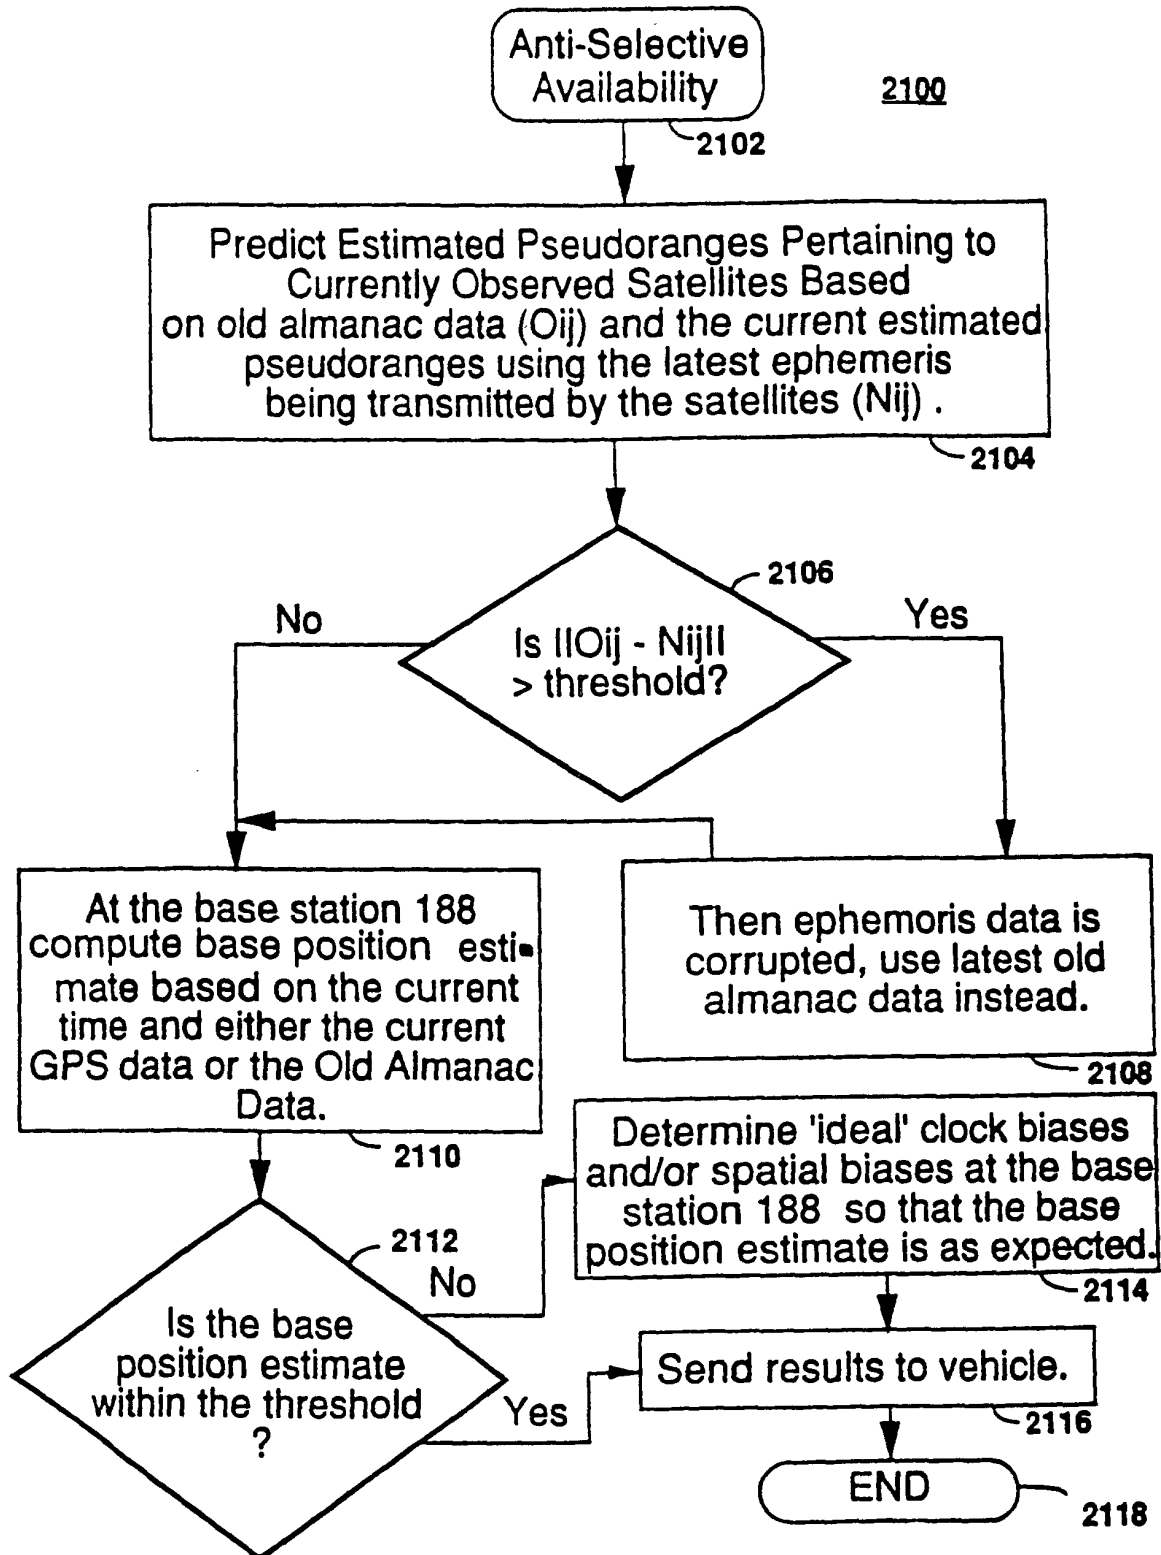 Anti-Selective
Availability
2100
2102
Predict Estimated Pseudoranges Pertaining to
Currently Observed Satellites Based
on old almanac data (Oij) and the current estimated
pseudoranges using the latest ephemeris
being transmitted by the satellites (Nij) .
2104
2106
No
Yes
Is llOij - Nijll
> threshold?
At the base station 188
compute base position esti-
mate based on the current
time and either the current
GPS data or the Old Almanac
Data.
2110
Then ephemoris data is
corrupted, use latest old
almanac data instead.
2108
Determine 'ideal' clock biases
and/or spatial biases at the base
station 188 so that the base
position estimate is as expected.
2114
2112
No
Is the base
position estimate
within the threshold
?
Yes
Send results to vehicle.
2116
END
2118